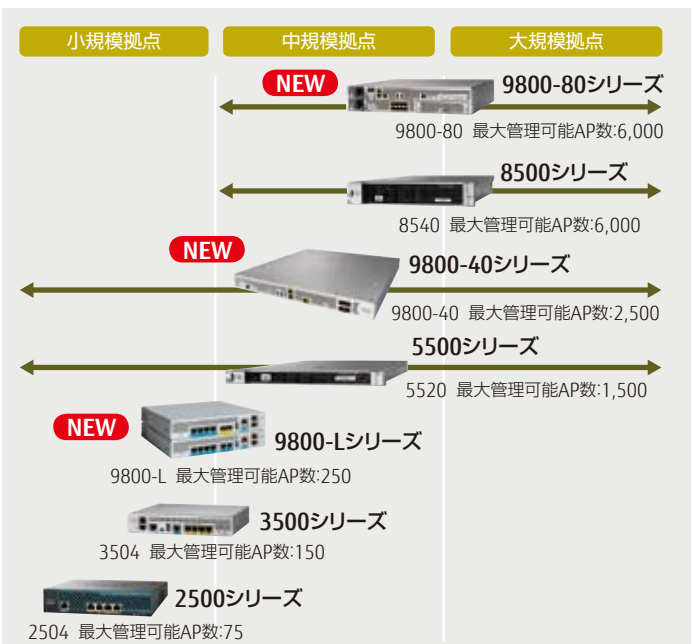 小規模拠点
中規模拠点
大規模拠点
NEW
9800-80シリーズ
9800-80 最大管理可能AP数:6,000
8500シリーズ
8540 最大管理可能AP数:6,000
NEW
9800-40シリーズ
9800-40 最大管理可能AP数:2,500
5500シリーズ
5520 最大管理可能AP数:1,500
NEW
9800-Lシリーズ
9800-L 最大管理可能AP数:250
3500シリーズ
3504 最大管理可能AP数:150
2500シリーズ
2504 最大管理可能AP数:75